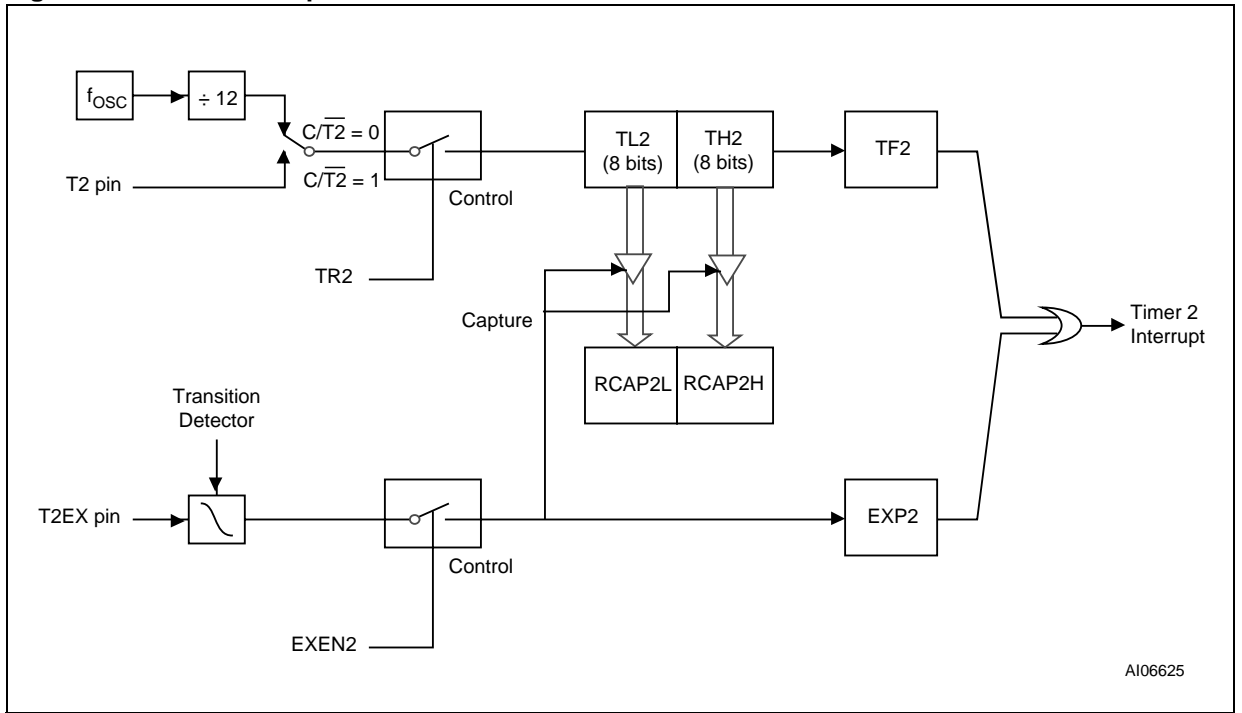 fOSC
÷ 12
C/T2 = 0
C/T2 = 1
T2 pin
Control
TR2
TL2
(8 bits)
TH2
(8 bits)
TF2
Capture
RCAP2L
RCAP2H
Timer 2
Interrupt
Transition
Detector
T2EX pin
Control
EXEN2
EXP2
AI06625